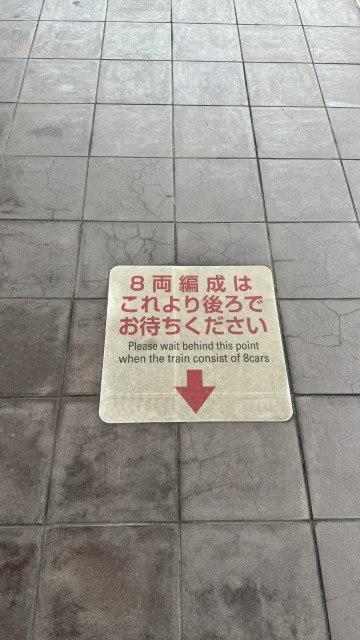 8両編成は
これより後ろで
お待ちください
Please wait behind this point
when the train consist of 8cars